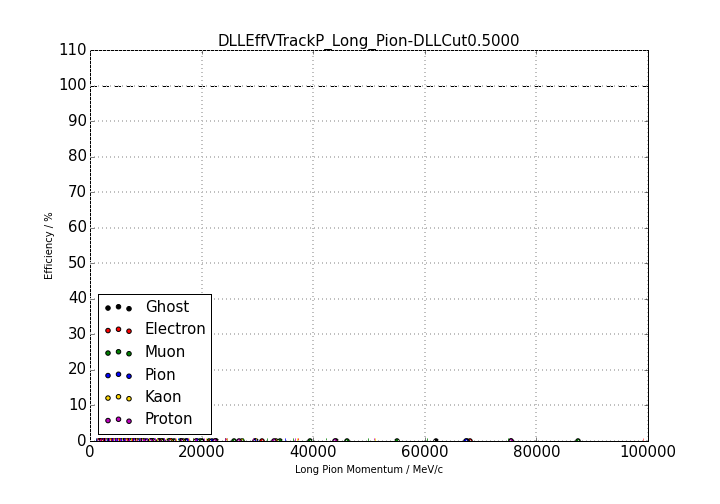 DLLEffVTrackP_Long_Pion-DLLCut0.5000
110
100
90
80
70
60
50
40
30
20
10
0
Efficiency / %
Ghost
Electron
Muon
Pion
Kaon
Proton
0 20000 40000 60000 80000 100000
Long Pion Momentum / MeV/c